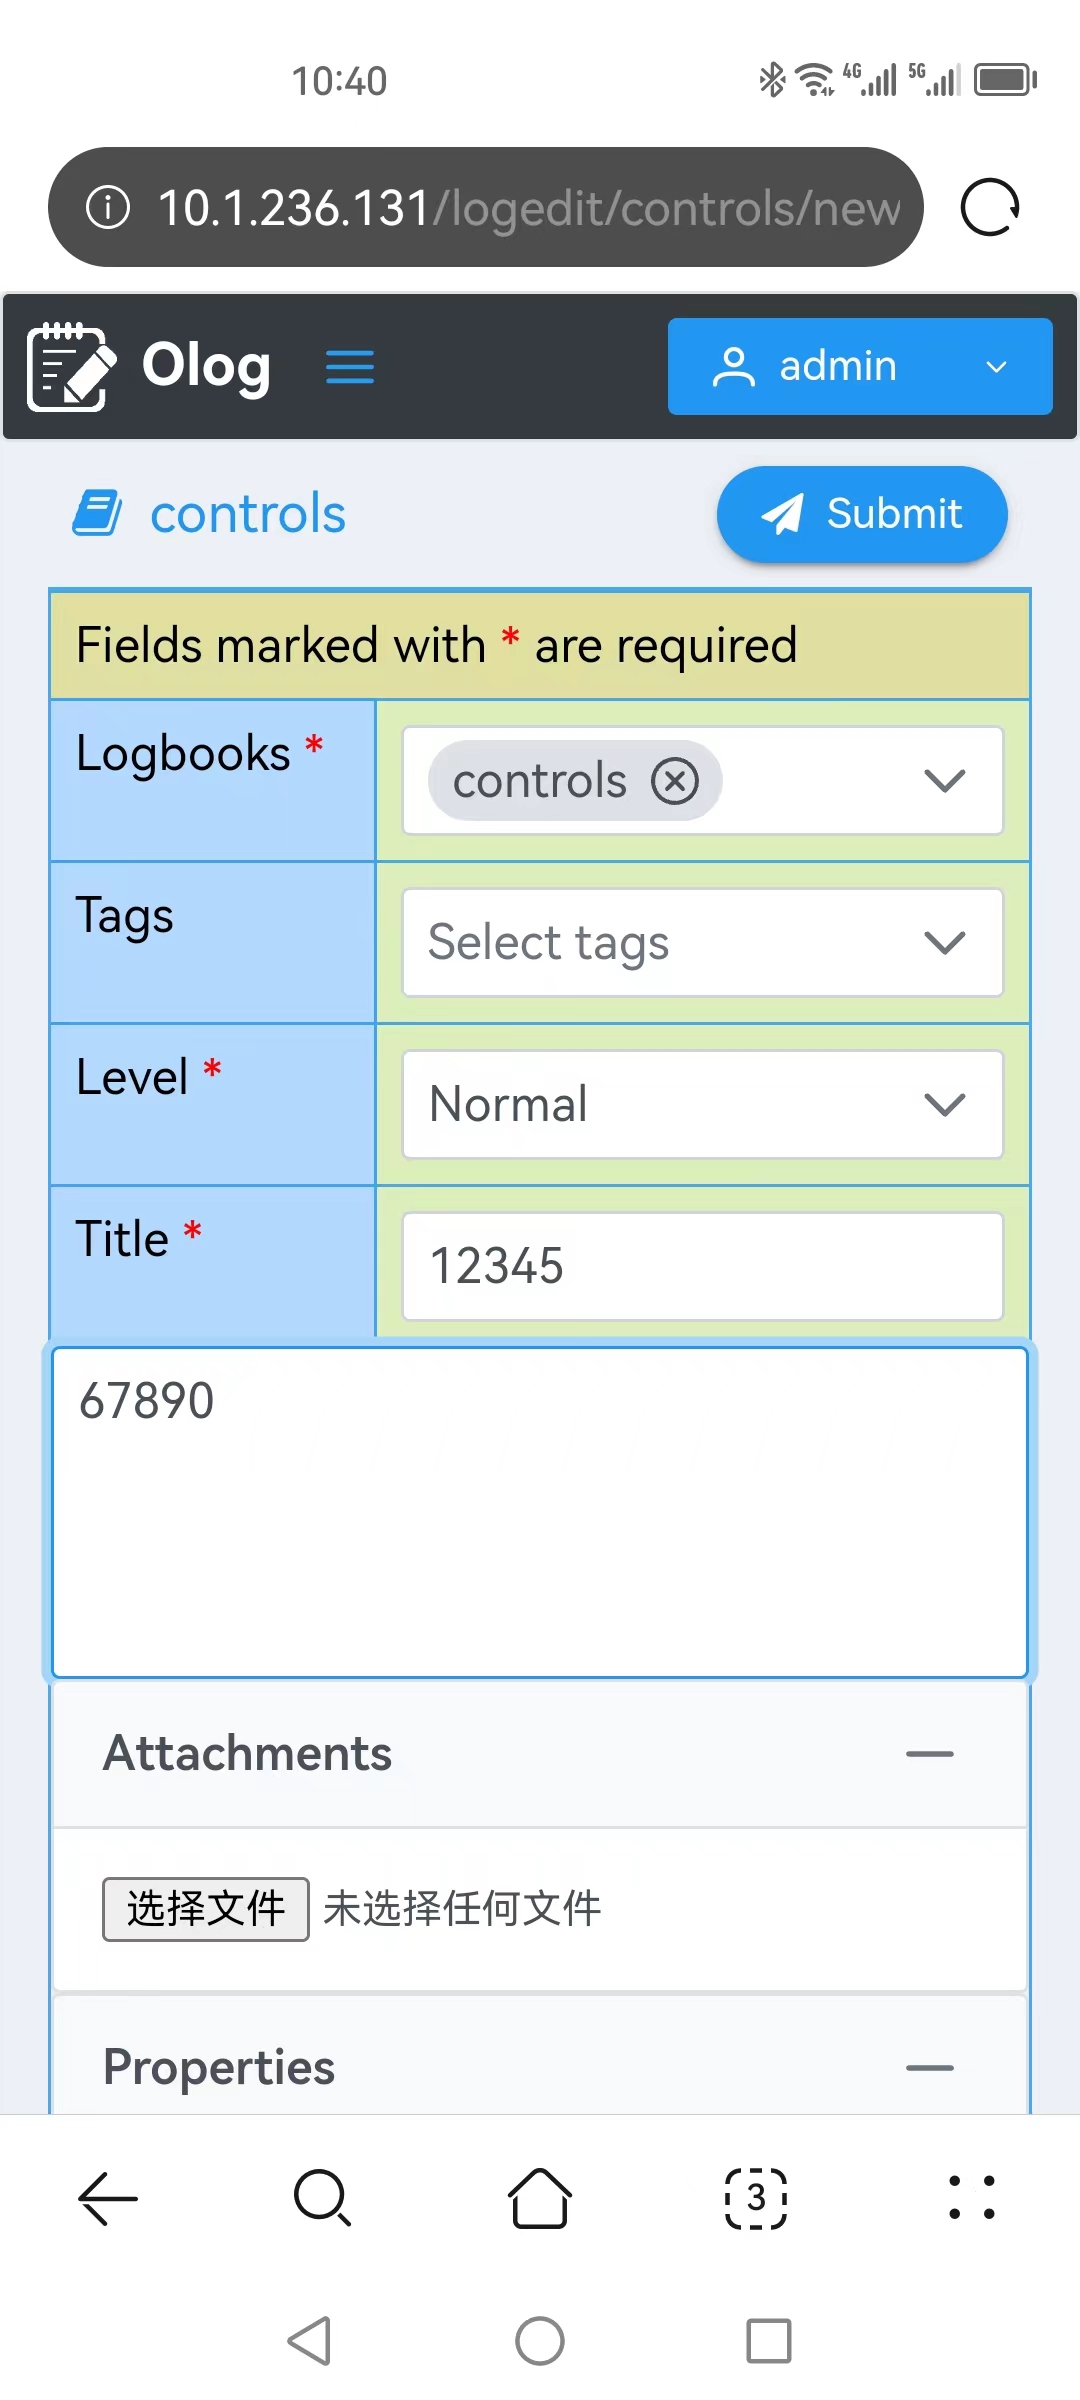 10:40
4G 5G
10.1.236.131/logedit/controls/new
Olog
admin
controls
Submit
Fields marked with * are required
Logbooks *
controls
Tags
Select tags
Level *
Normal
Title *
12345
67890
Attachments
选择文件 未选择任何文件
Properties
3